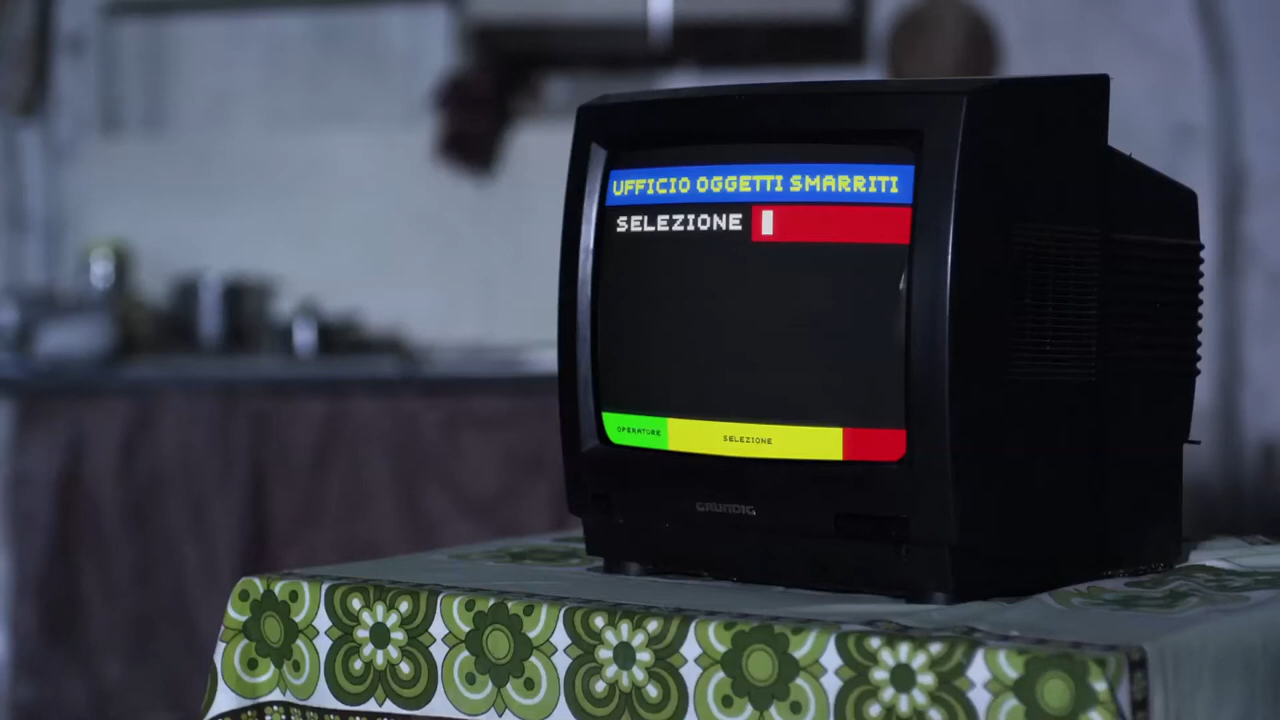 UFFICIO OGGETTI SMARRITI
SELEZIONE
OPERATORE SELEZIONE
GRUNDIG